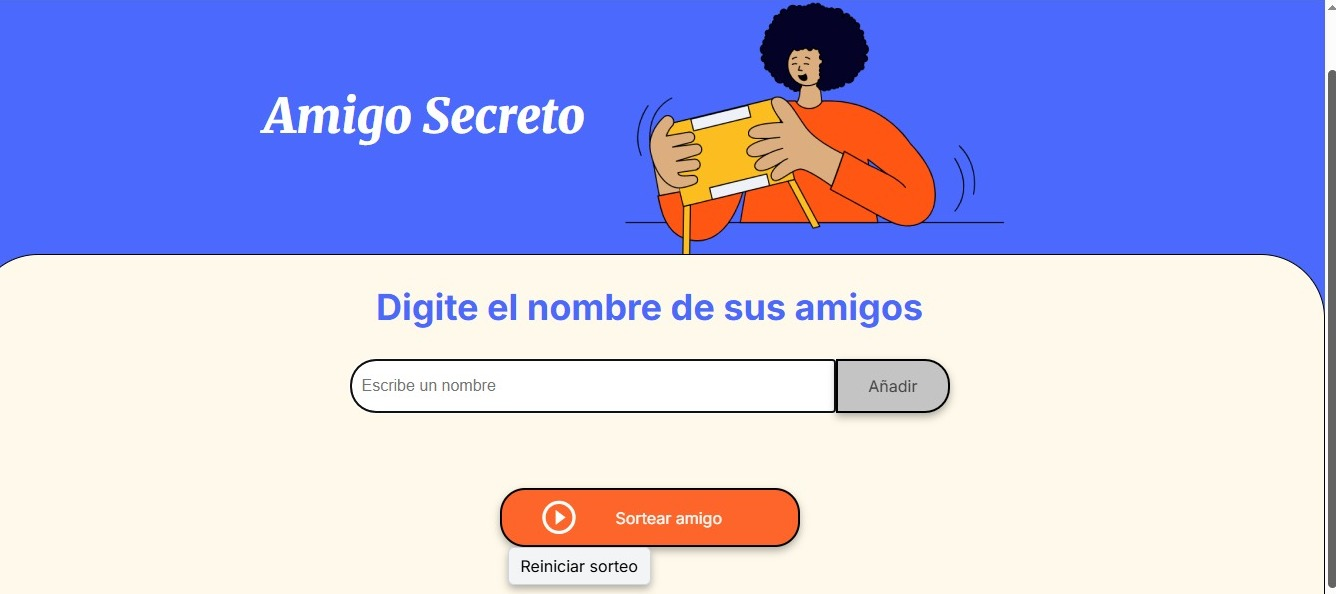 Amigo Secreto
Digite el nombre de sus amigos
Escribe un nombre
Añadir
Sortear amigo
Reiniciar sorteo